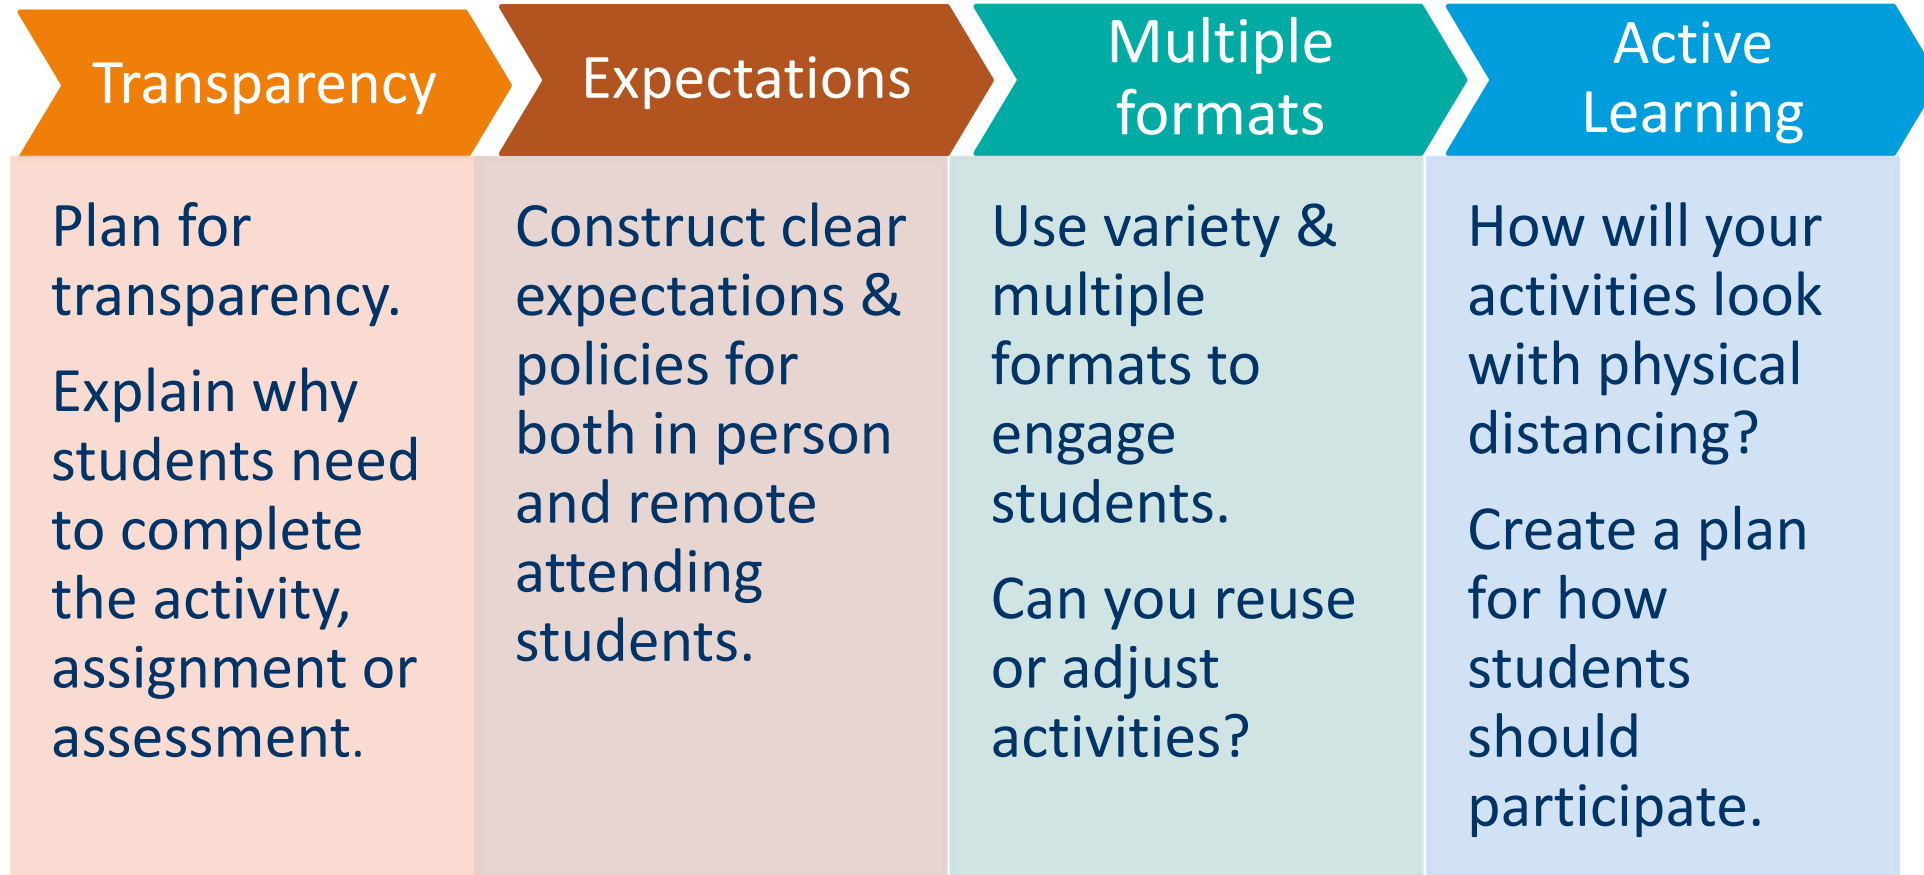 Transparency
Plan for
transparency.
Explain why
students need
to complete
the activity,
assignment or
assessment.
Expectations
Construct clear
expectations &
policies for
both in person
and remote
attending
students.
Multiple
formats
Use variety &
multiple
formats to
engage
students.
Can you reuse
or adjust
activities?
Active
Learning
How will your
activities look
with physical
distancing?
Create a plan
for how
students
should
participate.